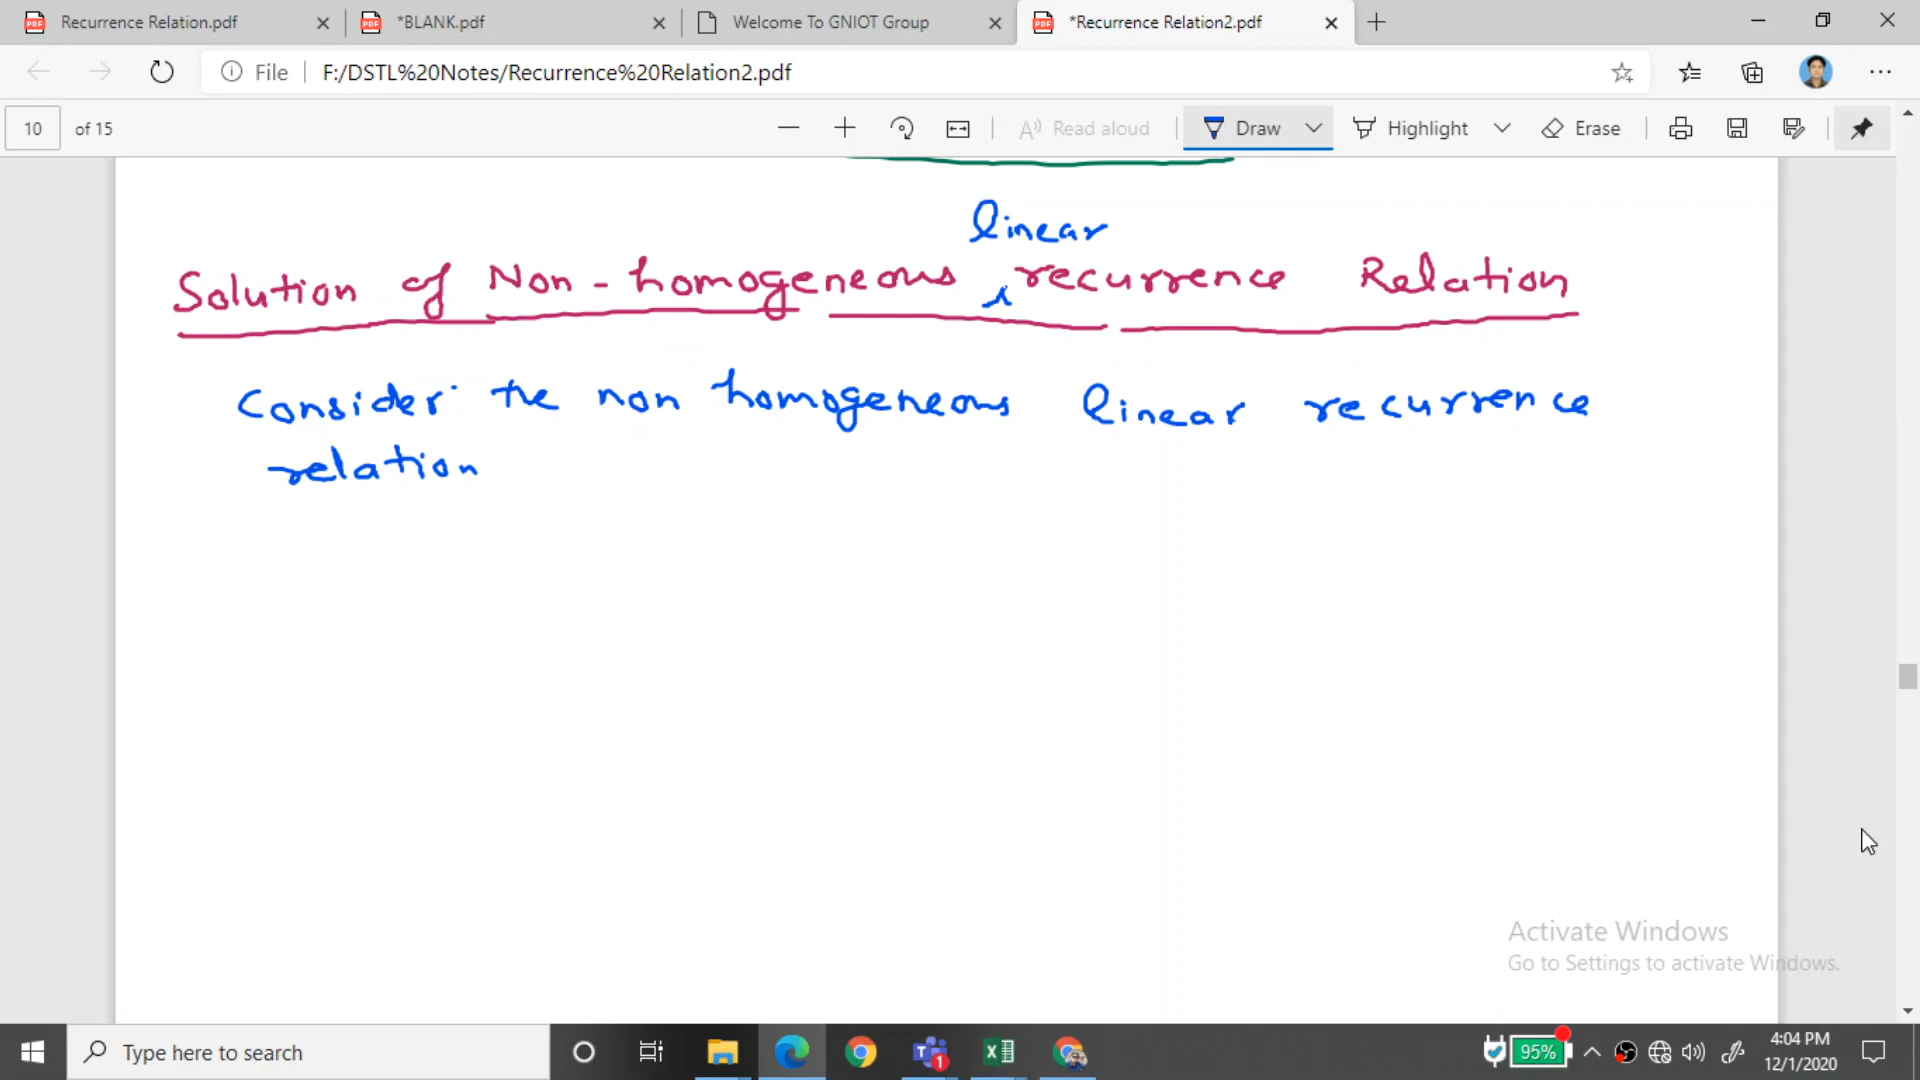 Recurrence Relation.pdf
*BLANK.pdf
Welcome To GNIOT Group
*Recurrence Relation2.pdf
File
F:/DSTL%20Notes/Recurrence%20Relation2.pdf
10 of 15
Read aloud
Draw
Highlight
Erase
linear
Solution of Non-homogeneous recurrence Relation
Consider the non homogeneous linear recurrence
relation
Activate Windows
Go to Settings to activate Windows.
Type here to search
1
95%
4:04 PM
12/1/2020